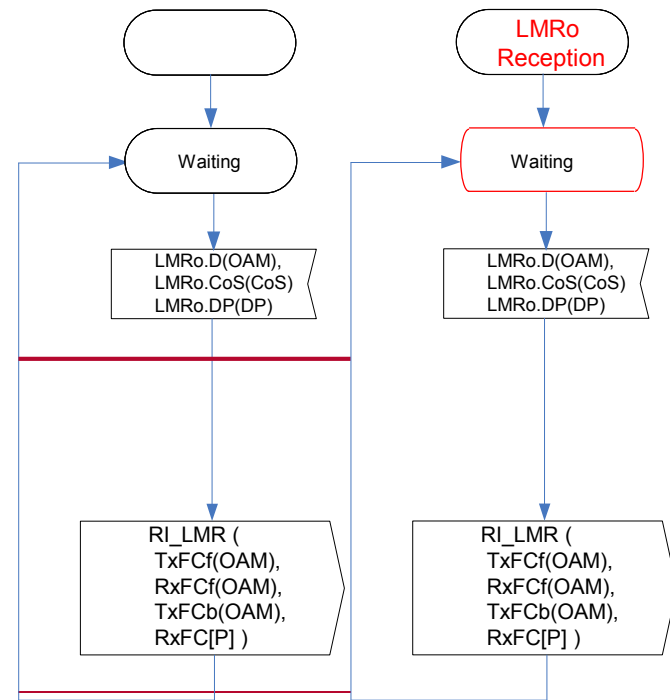 LMRo
Reception
Waiting
Waiting
LMRo.D(OAM),
LMRo.CoS(CoS)
LMRo.DP(DP)
LMRo.D(OAM),
LMRo.CoS(CoS)
LMRo.DP(DP)
RI_LMR (
TxFCf(OAM),
RxFCf(OAM),
TxFCb(OAM),
RxFC[P] )
RI_LMR (
TxFCf(OAM),
RxFCf(OAM),
TxFCb(OAM),
RxFC[P] )